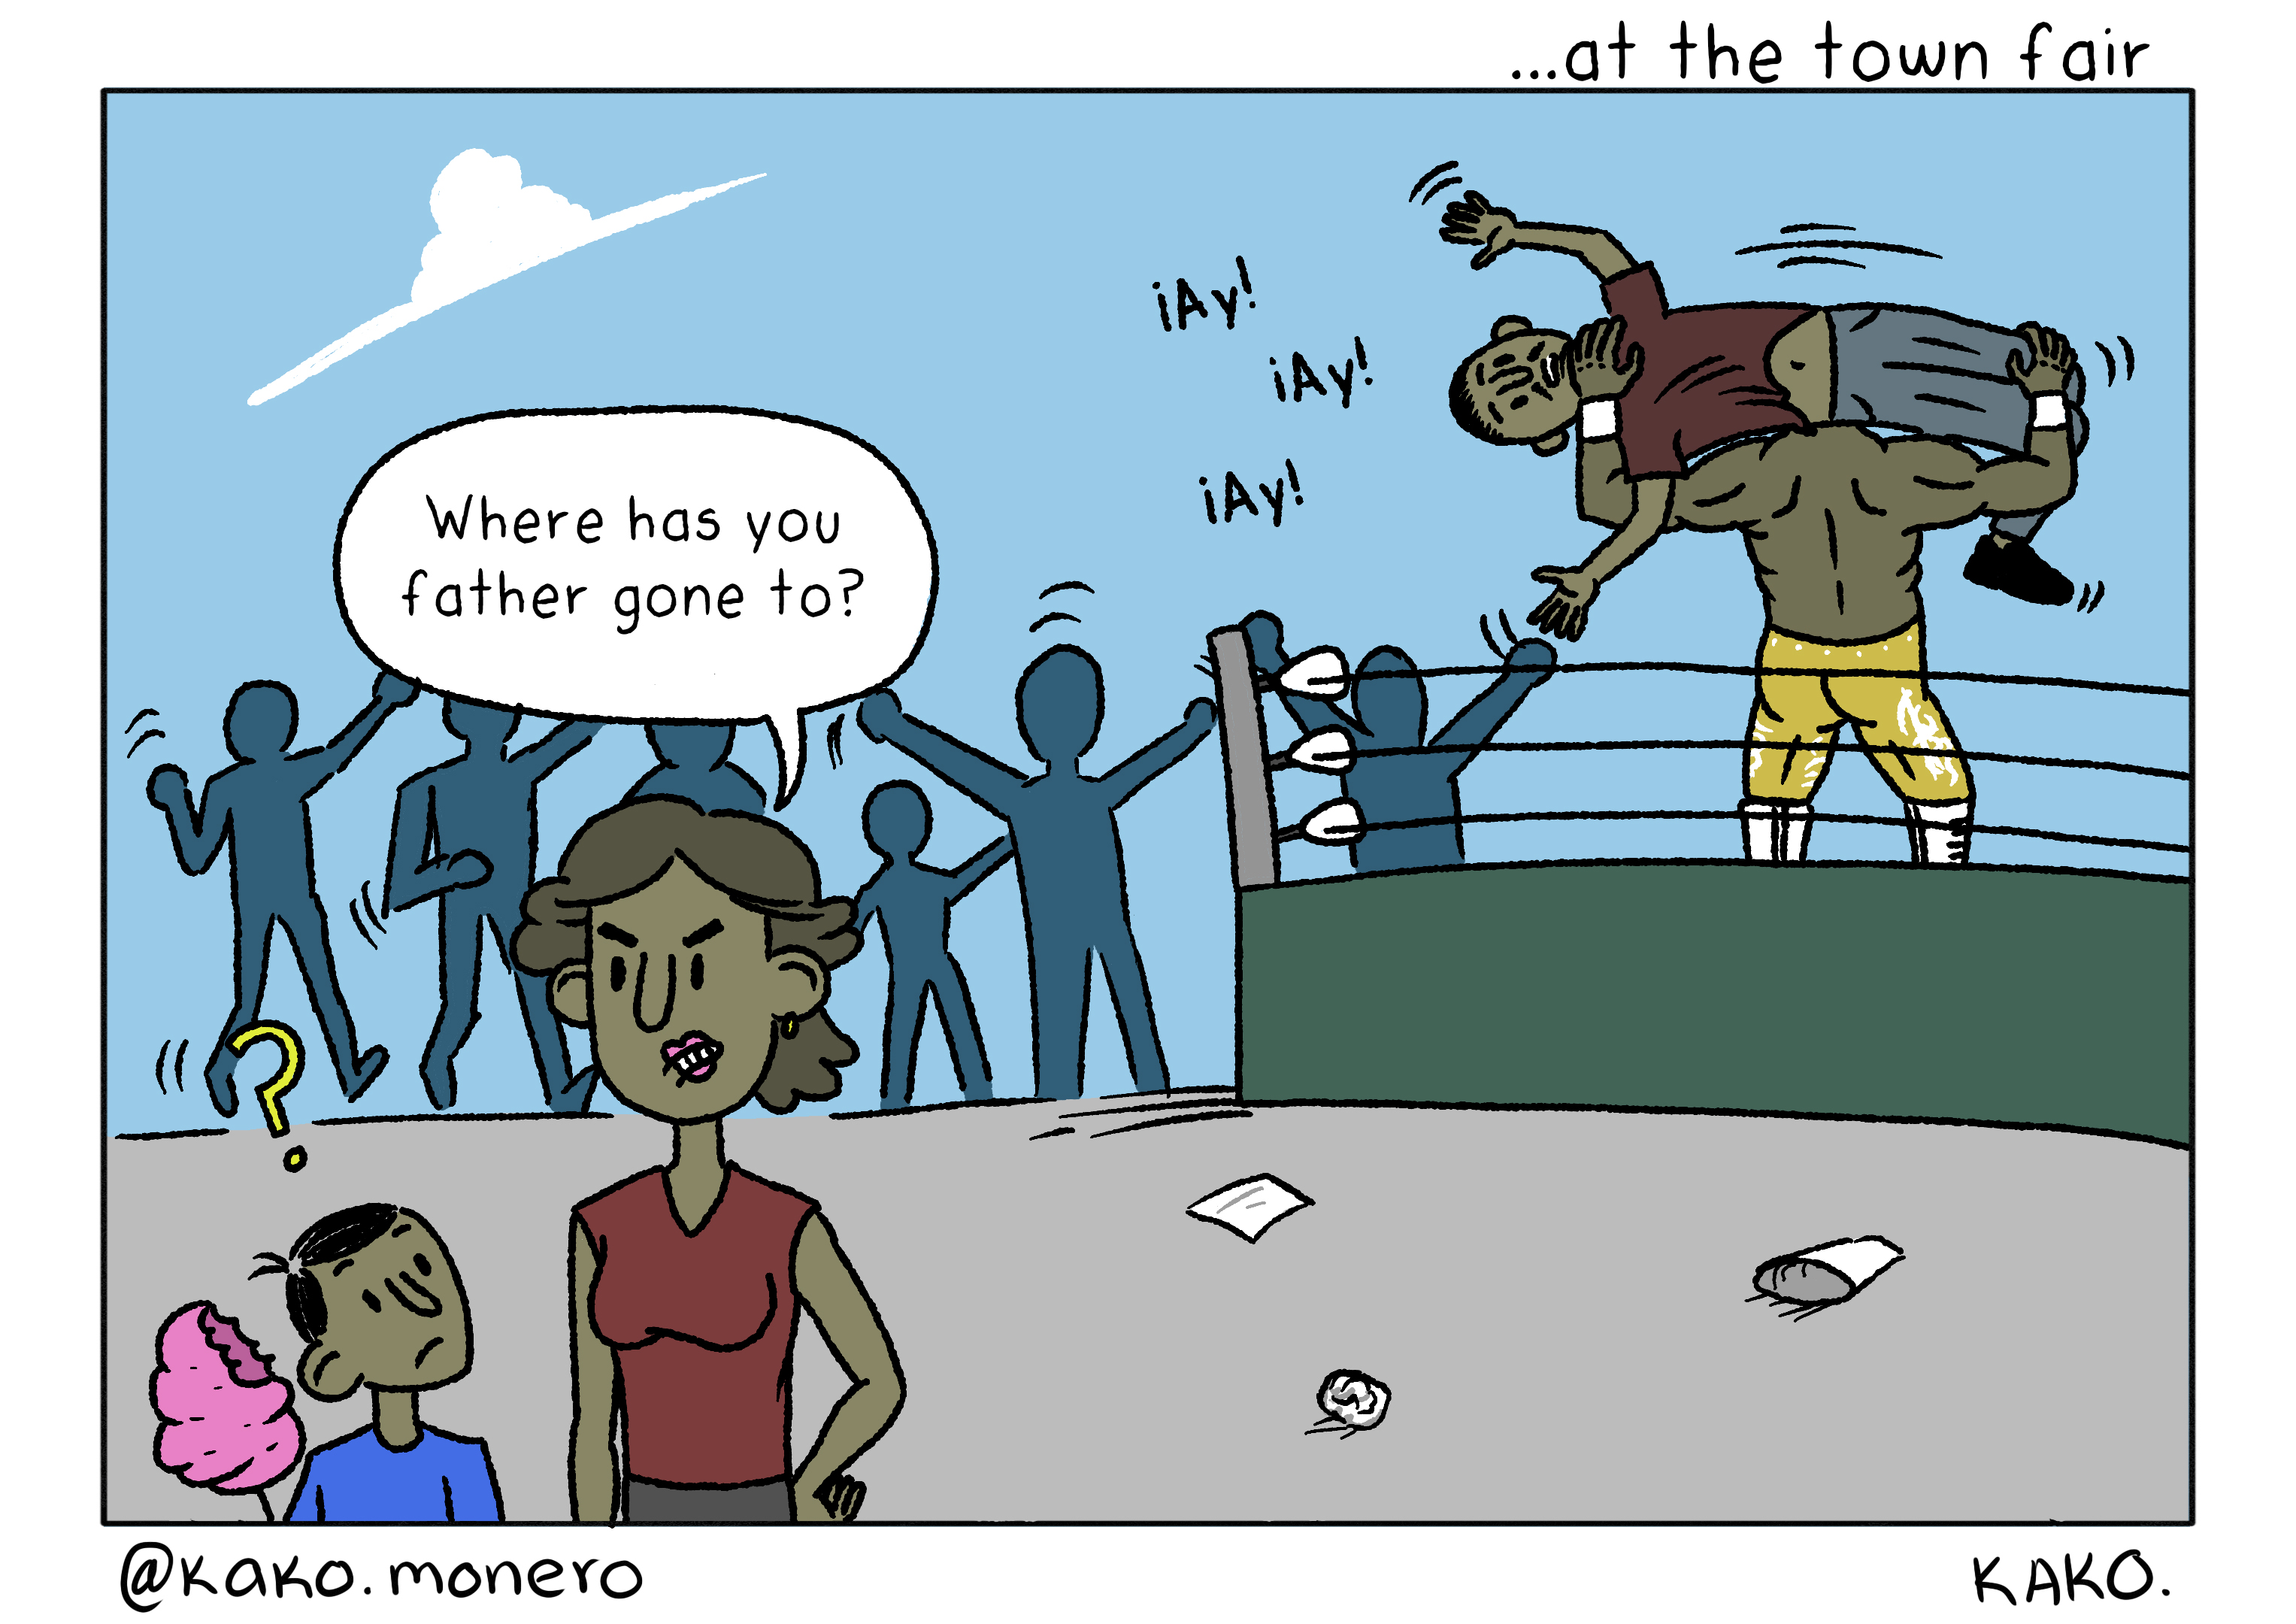 ...at the town fair
¡Ay!
¡Ay!
¡Ay!
Where has you
father gone to?
?
@kako.monero
KAKO.